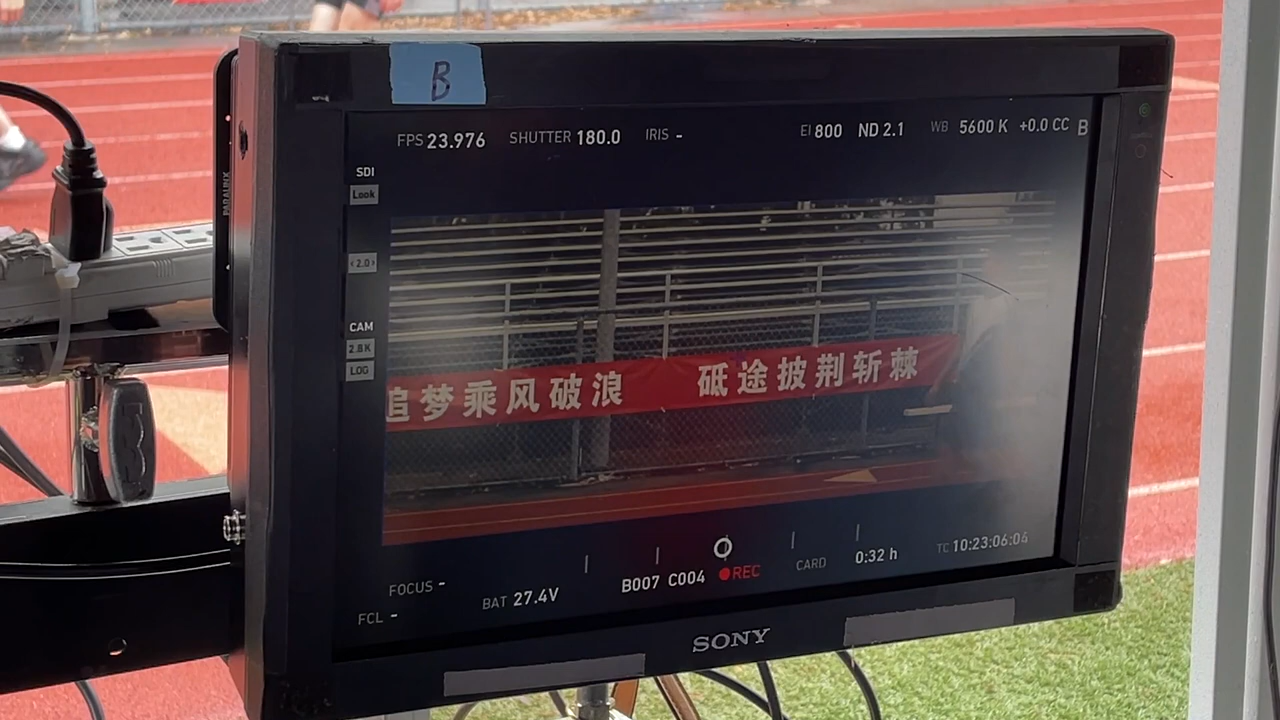 B
FPS 23.976 SHUTTER 180.0 IRIS - EI 800 ND 2.1 WB 5600 K +0.0 CC B
SDI
Look
2.0
CAM
2.8K
LOG
追梦乘风破浪 砥途披荆斩棘
FOCUS -
FCL -
BAT 27.4V
B007 C004 REC
CARD 0:32 h
TC 10:23:06:04
SONY
PARALINX